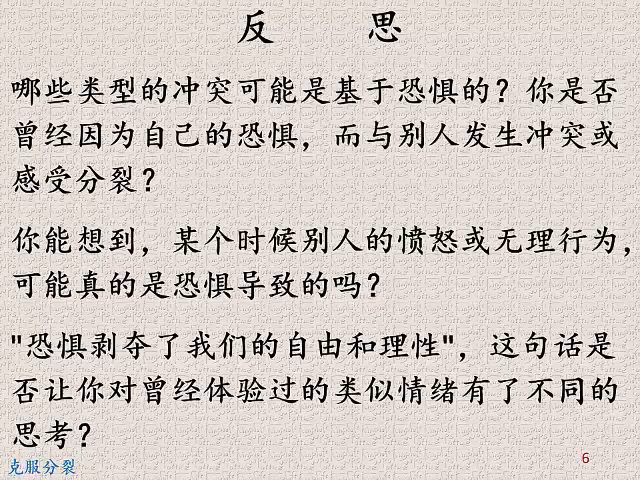 反 思
哪些类型的冲突可能是基于恐惧的？你是否
曾经因为自己的恐惧，而与别人发生冲突或
感受分裂？
你能想到，某个时候别人的愤怒或无理行为，
可能真的是恐惧导致的吗？
"恐惧剥夺了我们的自由和理性"，这句话是
否让你对曾经体验过的类似情绪有了不同的
思考？
克服分裂
6